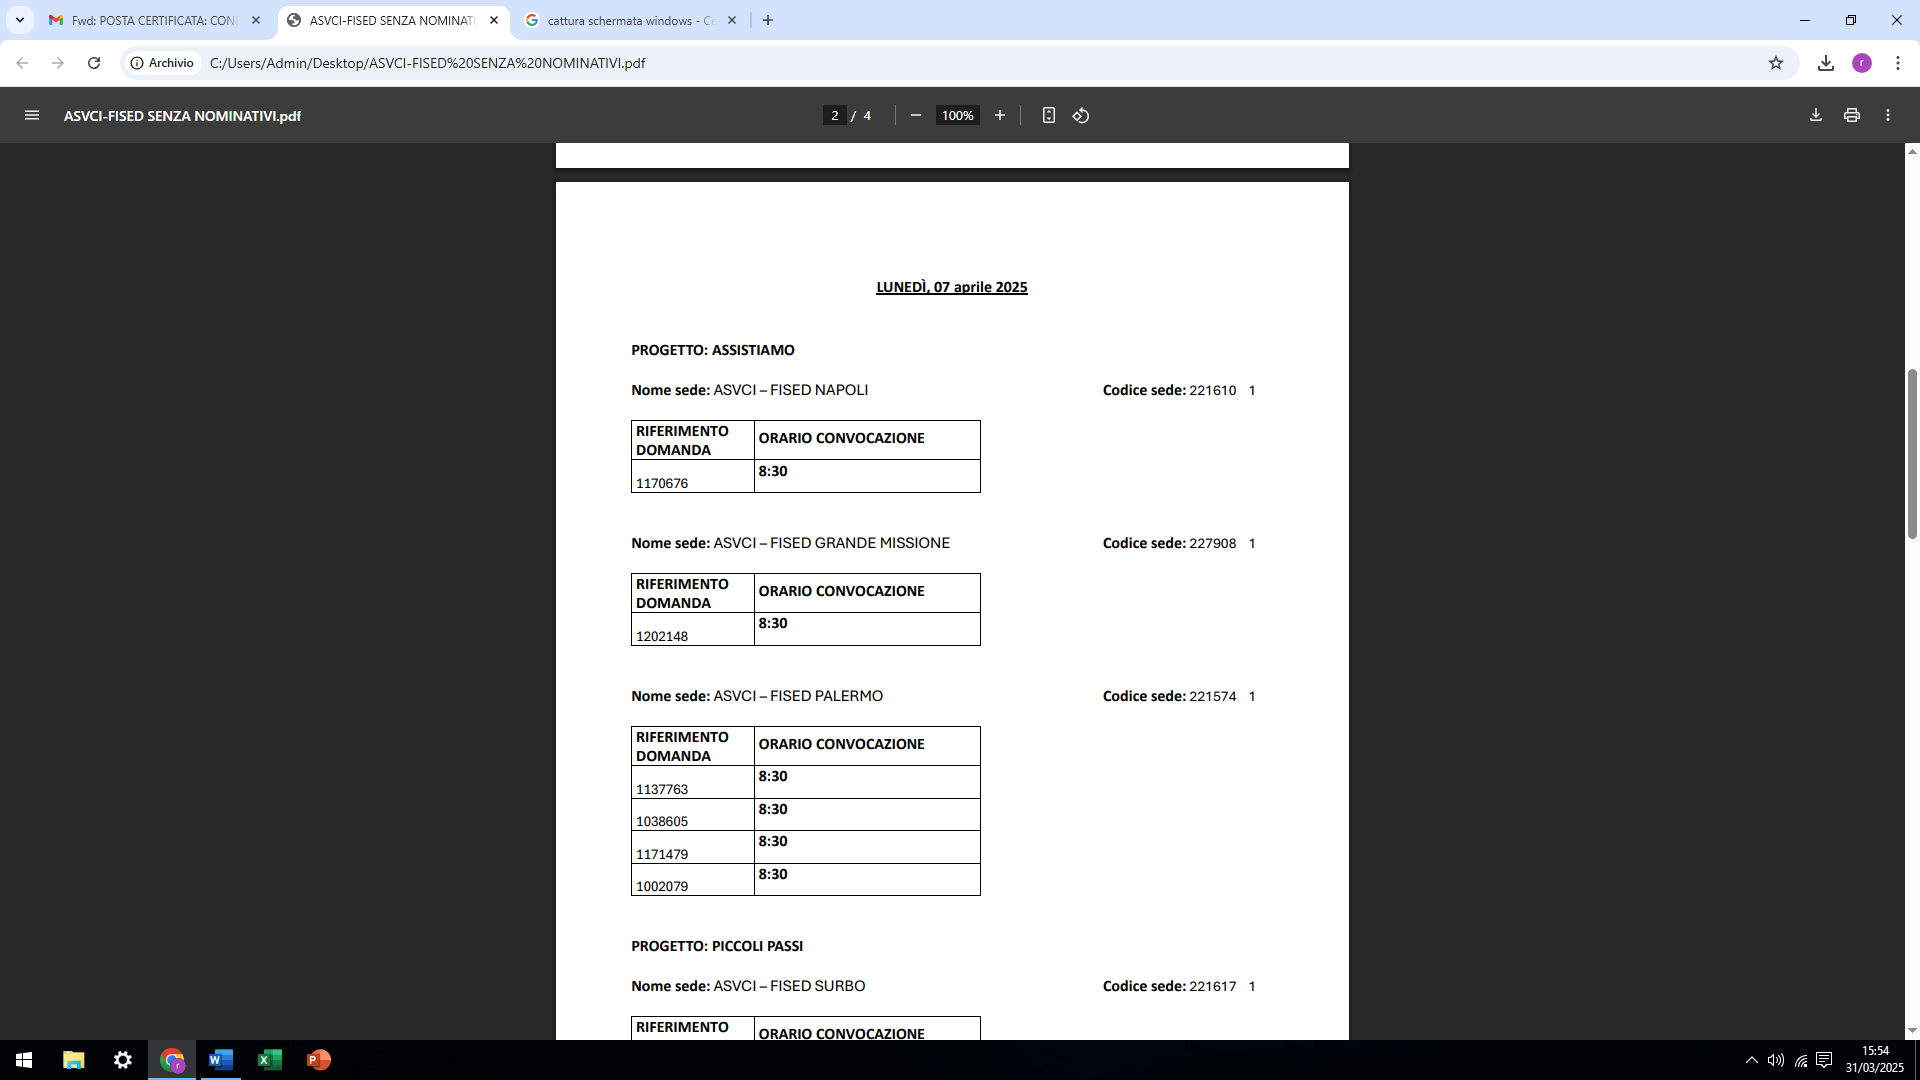 Fwd: POSTA CERTIFICATA: CON
ASVCI-FISED SENZA NOMINATI
cattura schermata windows - C
Archivio
C:/Users/Admin/Desktop/ASVCI-FISED%20SENZA%20NOMINATIVI.pdf
r
ASVCI-FISED SENZA NOMINATIVI.pdf
2 / 4
100%
LUNEDÌ, 07 aprile 2025
PROGETTO: ASSISTIAMO
Nome sede: ASVCI – FISED NAPOLI Codice sede: 221610 1
RIFERIMENTO DOMANDA ORARIO CONVOCAZIONE
1170676 8:30
Nome sede: ASVCI – FISED GRANDE MISSIONE Codice sede: 227908 1
RIFERIMENTO DOMANDA ORARIO CONVOCAZIONE
1202148 8:30
Nome sede: ASVCI – FISED PALERMO Codice sede: 221574 1
RIFERIMENTO DOMANDA ORARIO CONVOCAZIONE
1137763 8:30
1038605 8:30
1171479 8:30
1002079 8:30
PROGETTO: PICCOLI PASSI
Nome sede: ASVCI – FISED SURBO Codice sede: 221617 1
RIFERIMENTO ORARIO CONVOCAZIONE
15:54
31/03/2025